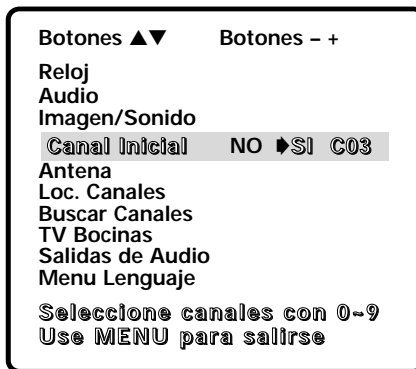 Botones ▲▼ Botones – +
Reloj
Audio
Imagen/Sonido
Canal Inicial NO ➧SI C03
Antena
Loc. Canales
Buscar Canales
TV Bocinas
Salidas de Audio
Menu Lenguaje
Seleccione canales con 0~9
Use MENU para salirse